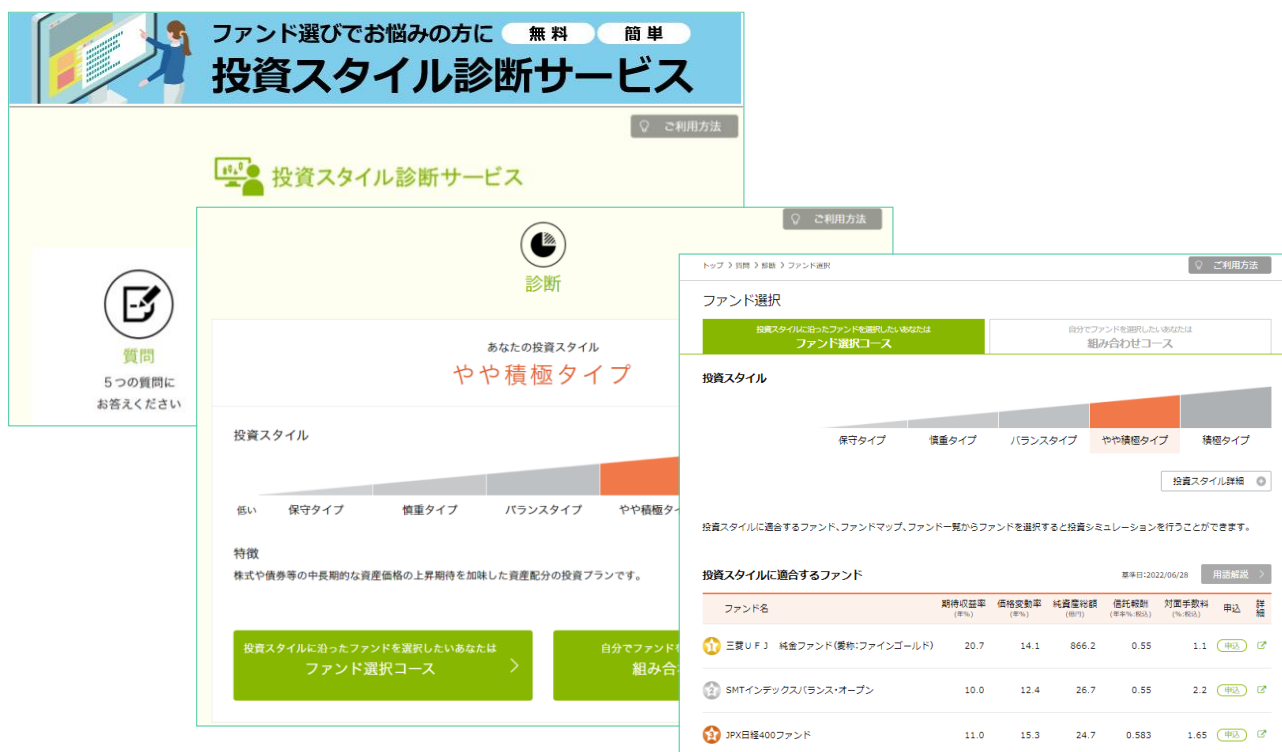 ファンド選びでお悩みの方に 無料 簡単
投資スタイル診断サービス
ご利用方法
投資スタイル診断サービス
質問
5つの質問に
お答えください
ご利用方法
診断
あなたの投資スタイル
やや積極タイプ
投資スタイル
低い 保守タイプ 慎重タイプ バランスタイプ やや積極タ
特徴
株式や債券等の中長期的な資産価格の上昇期待を加味した資産配分の投資プランです。
投資スタイルに沿ったファンドを選択したいあなたは
ファンド選択コース
自分でファンドを
組み合
トップ > 質問 > 診断 > ファンド選択
ご利用方法
ファンド選択
投資スタイルに沿ったファンドを選択したいあなたは
ファンド選択コース
自分でファンドを選択したいあなたは
組み合わせコース
投資スタイル
保守タイプ 慎重タイプ バランスタイプ やや積極タイプ 積極タイプ
投資スタイル詳細
投資スタイルに適合するファンド、ファンドマップ、ファンド一覧からファンドを選択すると投資シミュレーションを行うことができます。
投資スタイルに適合するファンド
基準日:2022/06/28
用語解説 >
ファンド名 期待収益率 (年%) 価格変動率 (年%) 純資産総額 (億円) 信託報酬 (年率%:税込) 対面手数料 (%:税込) 申込 詳細
1 三菱UFJ 純金ファンド(愛称:ファインゴールド) 20.7 14.1 866.2 0.55 1.1 申込
2 SMTインデックスバランス・オープン 10.0 12.4 26.7 0.55 2.2 申込
3 JPX日経400ファンド 11.0 15.3 24.7 0.583 1.65 申込